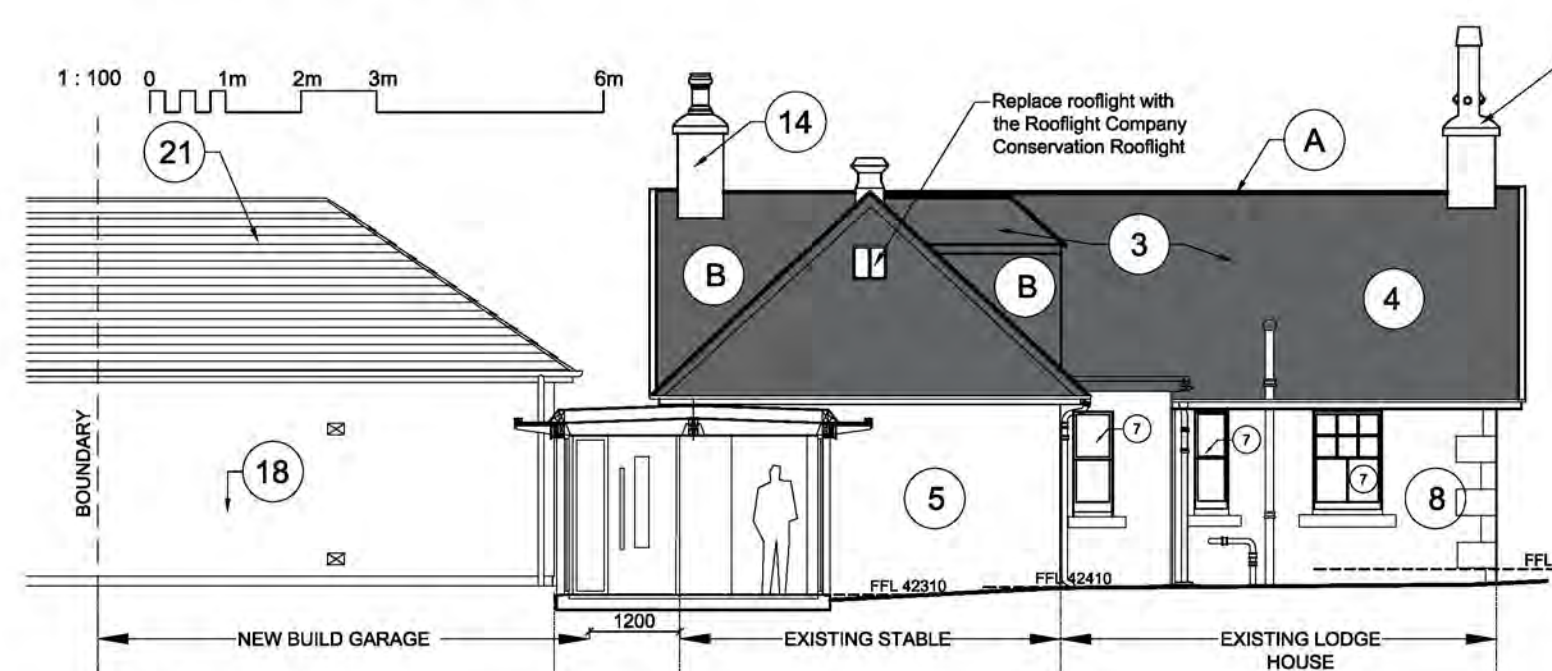 1 : 100 0 1m 2m 3m 6m
21
14
Replace rooflight with
the Rooflight Company
Conservation Rooflight
A
B
B
3
4
BOUNDARY
18
5
7
7
7
8
FFL 42310
FFL 42410
FFL
1200
NEW BUILD GARAGE
EXISTING STABLE
EXISTING LODGE
HOUSE